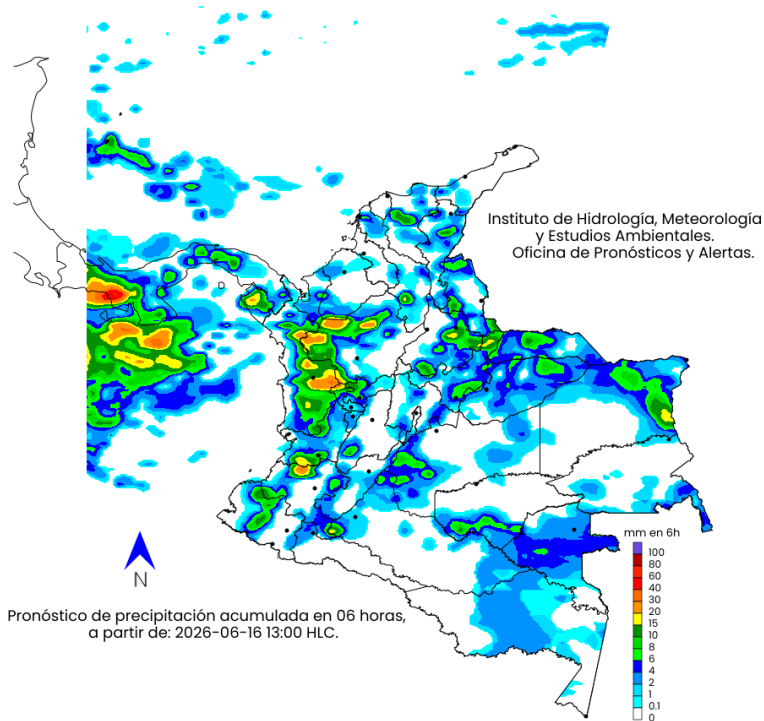 Instituto de Hidrología, Meteorología
y Estudios Ambientales.
Oficina de Pronósticos y Alertas.
N
Pronóstico de precipitación acumulada en 06 horas,
a partir de: 2026-06-16 13:00 HLC.
mm en 6h
100
80
60
40
30
20
15
10
8
6
4
2
1
0.1
0